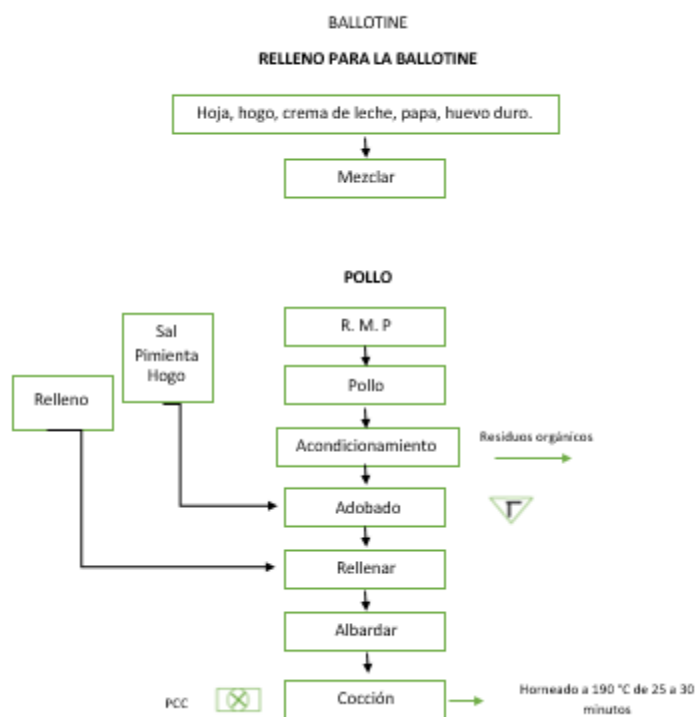 BALLOTINE
RELLENO PARA LA BALLOTINE
Hoja, hogo, crema de leche, papa, huevo duro.
Mezclar
POLLO
R. M. P
Sal
Pimienta
Hogo
Pollo
Relleno
Acondicionamiento
Residuos orgánicos
Adobado
Γ
Rellenar
Albardar
PCC
Cocción
Horneado a 190 °C de 25 a 30
minutos